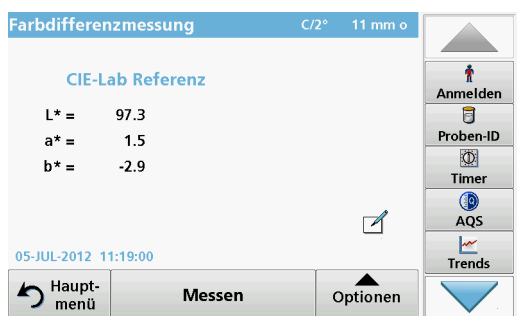 Farbdifferenzmessung C/2° 11 mm o
CIE-Lab Referenz
L* = 97.3
a* = 1.5
b* = -2.9
05-JUL-2012 11:19:00
Haupt-
menü
Messen
Optionen
Anmelden
Proben-ID
Timer
AQS
Trends